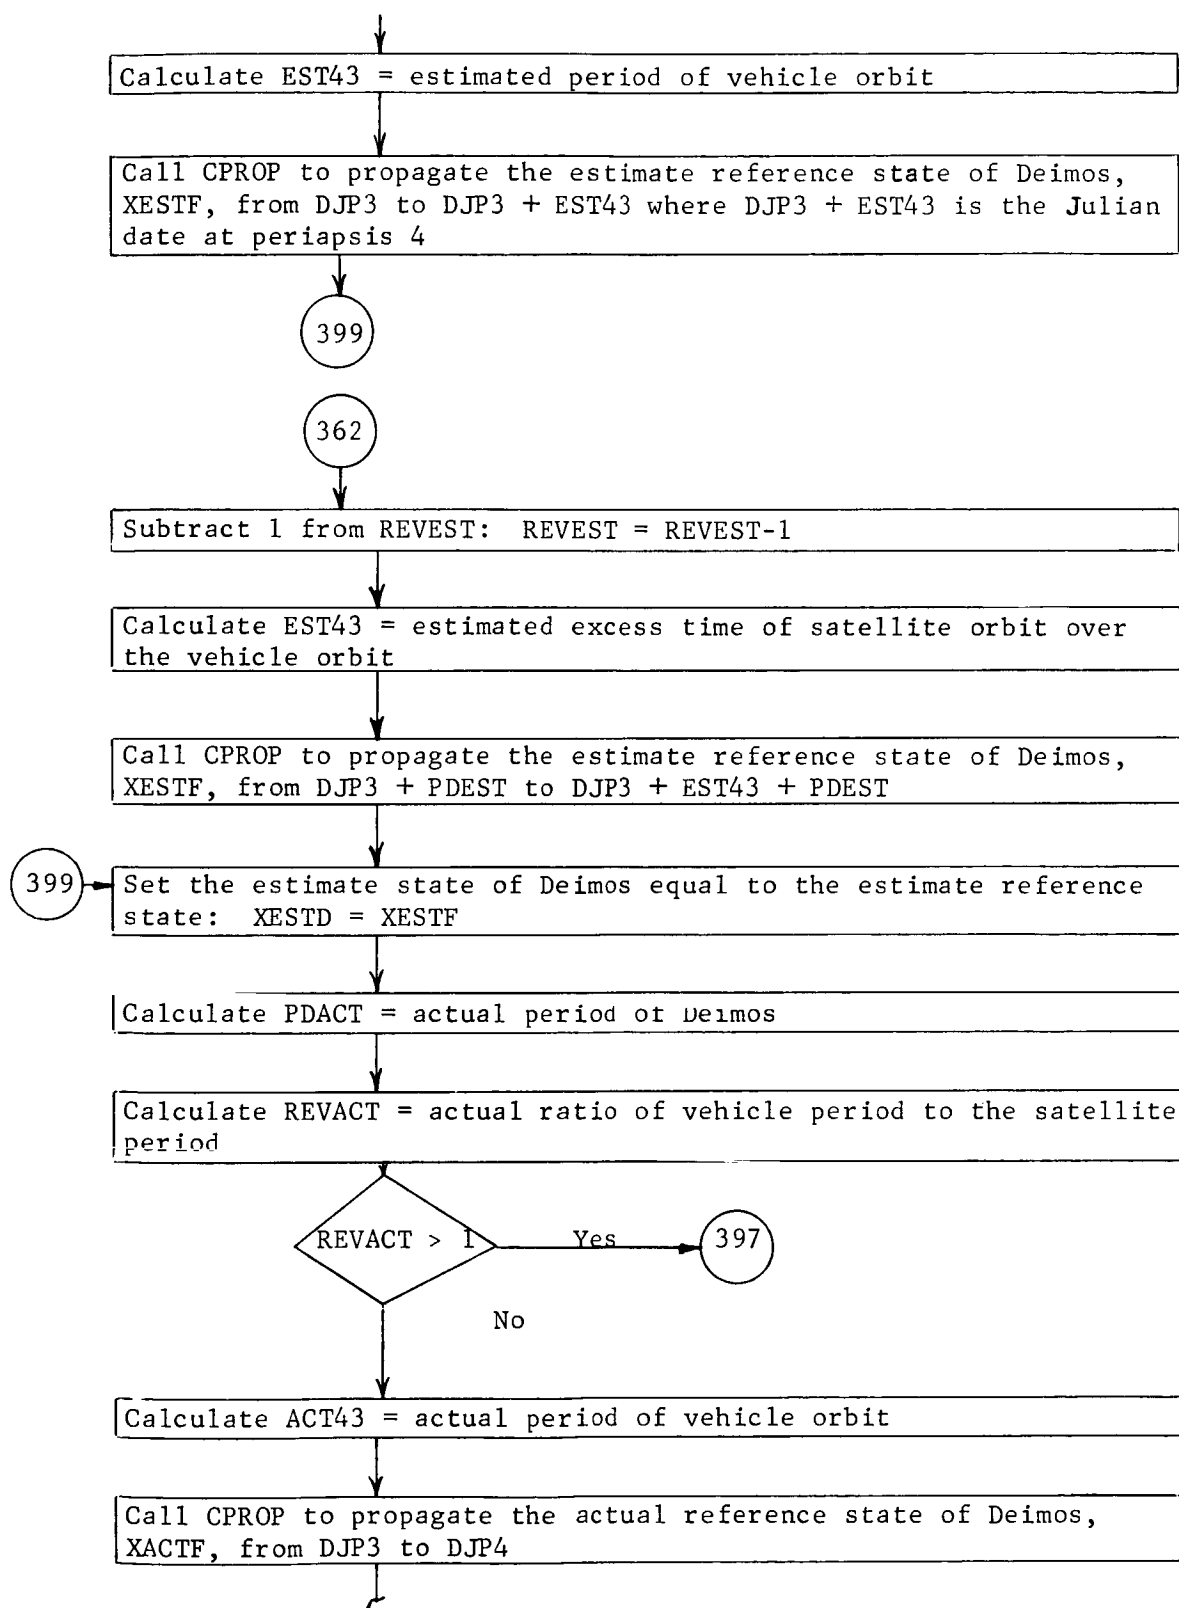 Calculate EST43 = estimated period of vehicle orbit
Call CPROP to propagate the estimate reference state of Deimos,
XESTF, from DJP3 to DJP3 + EST43 where DJP3 + EST43 is the Julian
date at periapsis 4
399
362
Subtract 1 from REVEST: REVEST = REVEST-1
Calculate EST43 = estimated excess time of satellite orbit over
the vehicle orbit
Call CPROP to propagate the estimate reference state of Deimos,
XESTF, from DJP3 + PDEST to DJP3 + EST43 + PDEST
399
Set the estimate state of Deimos equal to the estimate reference
state: XESTD = XESTF
Calculate PDACT = actual period of Deimos
Calculate REVACT = actual ratio of vehicle period to the satellite
period
REVACT > 1
Yes
397
No
Calculate ACT43 = actual period of vehicle orbit
Call CPROP to propagate the actual reference state of Deimos,
XACTF, from DJP3 to DJP4